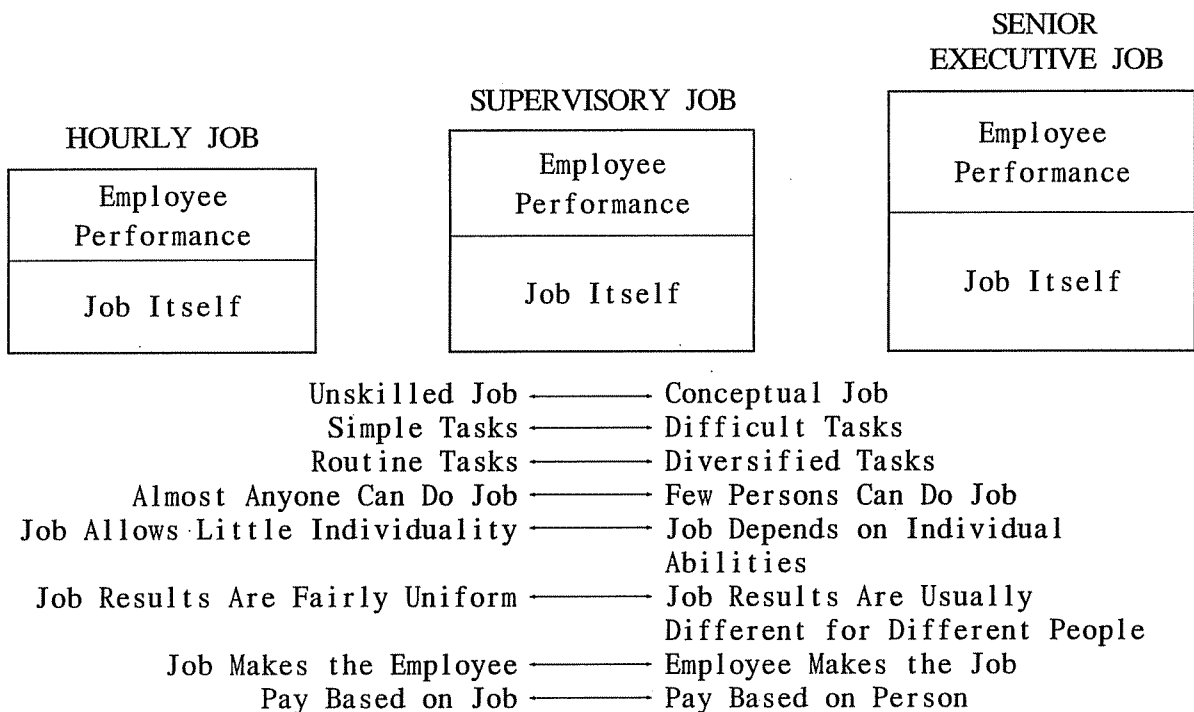 SENIOR
EXECUTIVE JOB
SUPERVISORY JOB
HOURLY JOB
Employee
Performance
Job Itself
Employee
Performance
Job Itself
Employee
Performance
Job Itself
Unskilled Job ←→ Conceptual Job
Simple Tasks ←→ Difficult Tasks
Routine Tasks ←→ Diversified Tasks
Almost Anyone Can Do Job ←→ Few Persons Can Do Job
Job Allows Little Individuality ←→ Job Depends on Individual
Abilities
Job Results Are Fairly Uniform ←→ Job Results Are Usually
Different for Different People
Job Makes the Employee ←→ Employee Makes the Job
Pay Based on Job ←→ Pay Based on Person